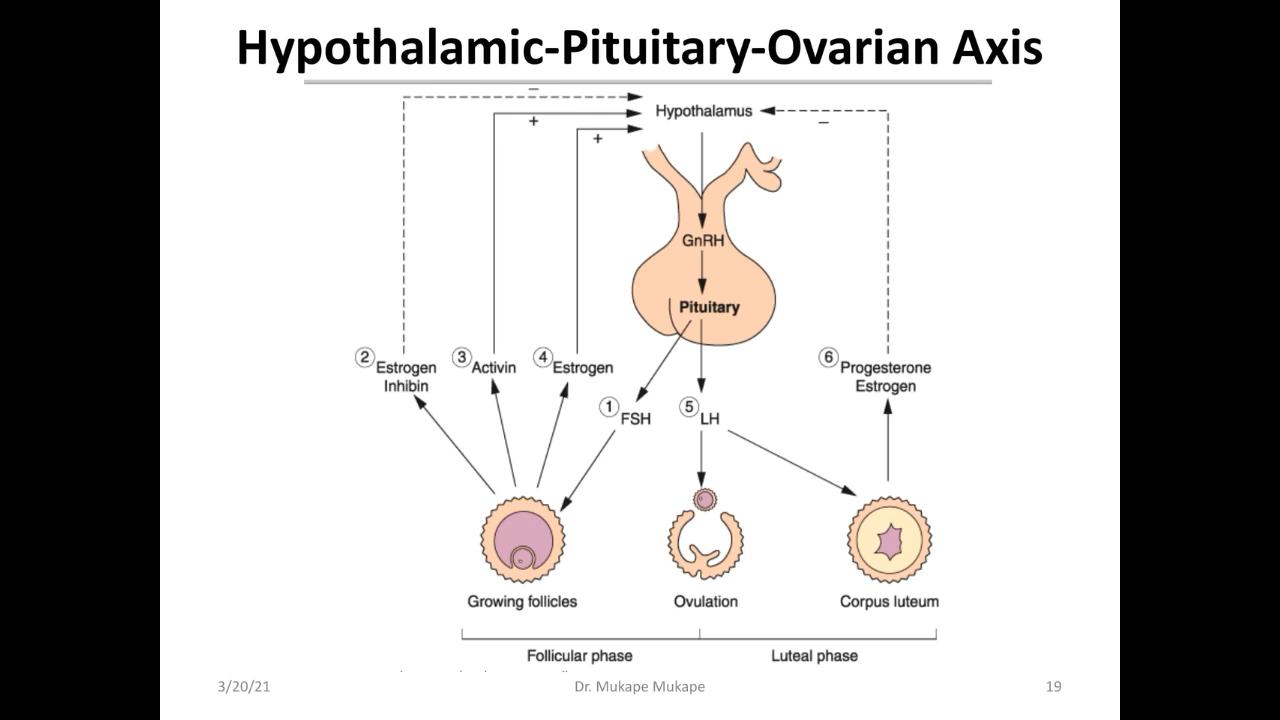 Hypothalamic-Pituitary-Ovarian Axis
–
+
+
Hypothalamus
–
GnRH
Pituitary
2 Estrogen
Inhibin
3 Activin
4 Estrogen
6 Progesterone
Estrogen
1 FSH
5 LH
Growing follicles
Ovulation
Corpus luteum
Follicular phase
Luteal phase
3/20/21
Dr. Mukape Mukape
19